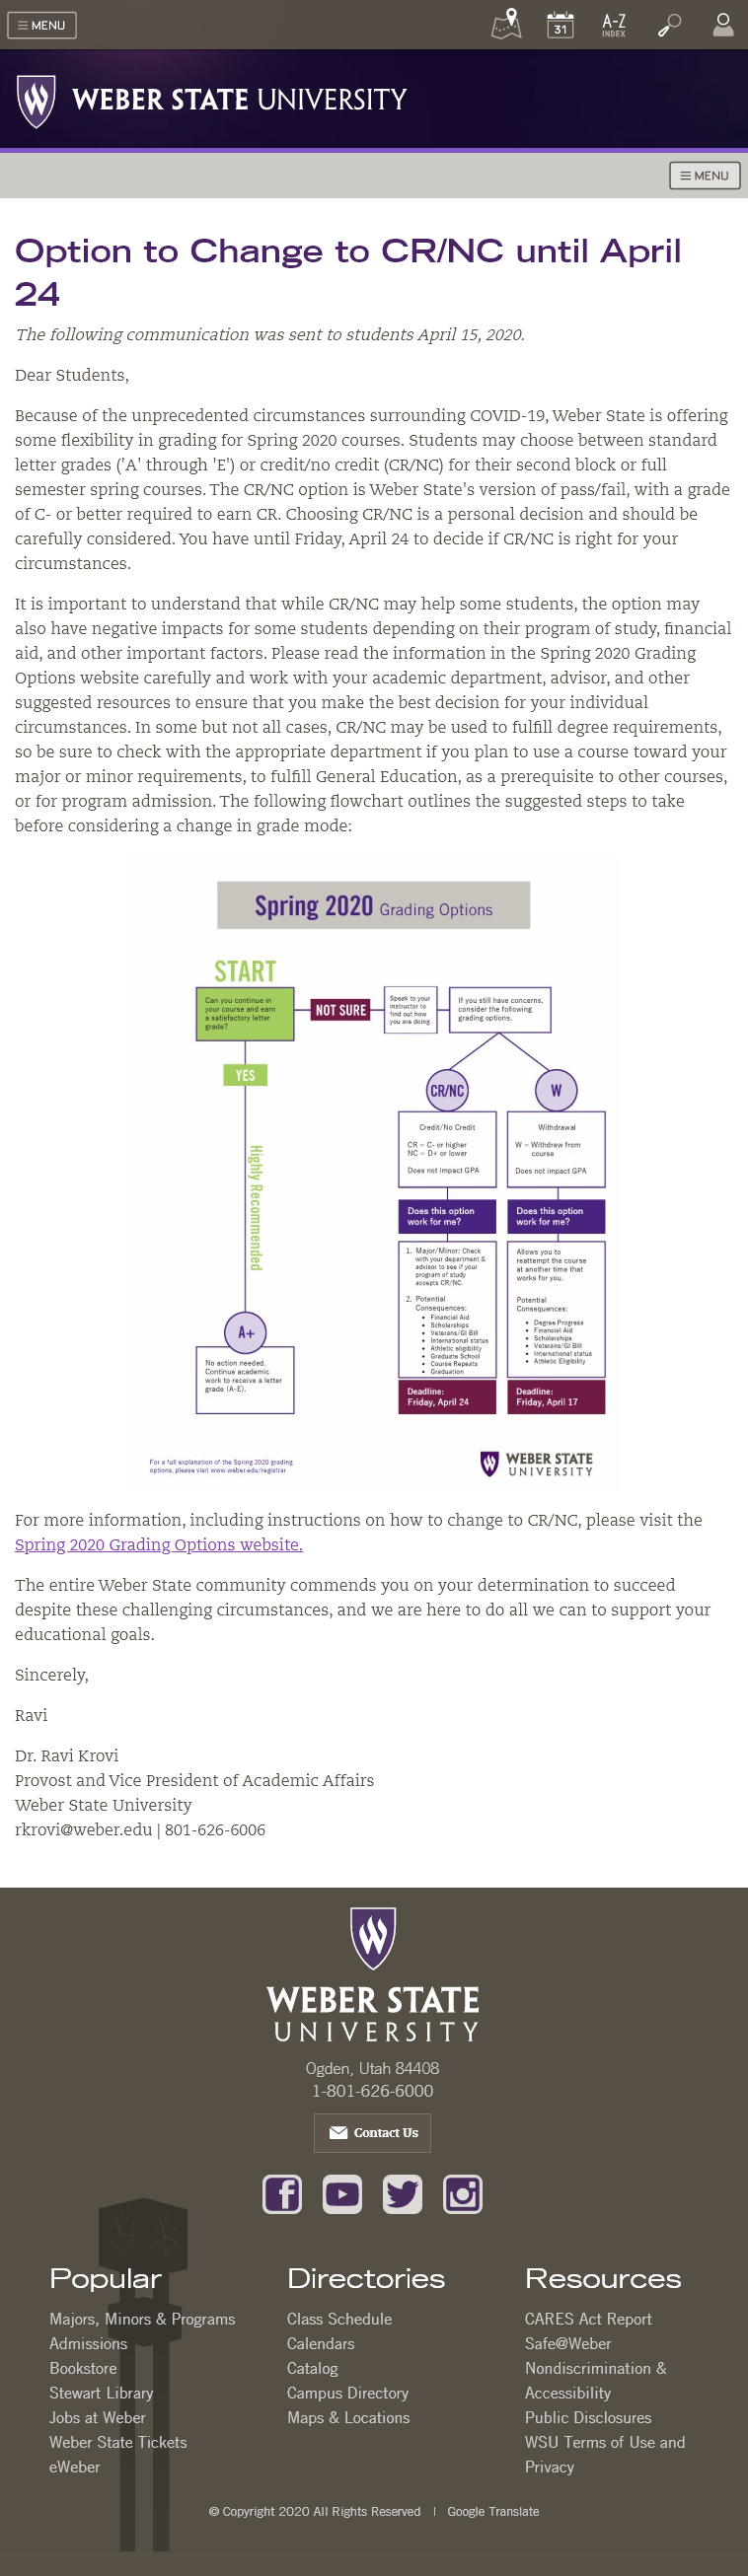 MENU
31
A-Z
INDEX
WEBER STATE UNIVERSITY
MENU
Option to Change to CR/NC until April
24
The following communication was sent to students April 15, 2020.
Dear Students,
Because of the unprecedented circumstances surrounding COVID-19, Weber State is offering
some flexibility in grading for Spring 2020 courses. Students may choose between standard
letter grades ('A' through 'E') or credit/no credit (CR/NC) for their second block or full
semester spring courses. The CR/NC option is Weber State's version of pass/fail, with a grade
of C- or better required to earn CR. Choosing CR/NC is a personal decision and should be
carefully considered. You have until Friday, April 24 to decide if CR/NC is right for your
circumstances.
It is important to understand that while CR/NC may help some students, the option may
also have negative impacts for some students depending on their program of study, financial
aid, and other important factors. Please read the information in the Spring 2020 Grading
Options website carefully and work with your academic department, advisor, and other
suggested resources to ensure that you make the best decision for your individual
circumstances. In some but not all cases, CR/NC may be used to fulfill degree requirements,
so be sure to check with the appropriate department if you plan to use a course toward your
major or minor requirements, to fulfill General Education, as a prerequisite to other courses,
or for program admission. The following flowchart outlines the suggested steps to take
before considering a change in grade mode:
Spring 2020 Grading Options
START
Can you continue in
your course and earn
a satisfactory letter
grade?
NOT SURE
Speak to your
instructor to
find out how
you are doing.
If you still have concerns,
consider the following
grading options.
YES
Highly Recommended
A+
No action needed.
Continue academic
work to receive a letter
grade (A-E).
CR/NC
Credit/No Credit
CR = C- or higher
NC = D+ or lower
Does not impact GPA
Does this option
work for me?
1. Major/Minor: Check
with your department &
advisor to see if your
program of study
accepts CR/NC.
2. Potential
Consequences:
• Financial Aid
• Scholarships
• Veterans/GI Bill
• International status
• Athletic eligibility
• Graduate School
• Course Repeats
• Graduation
Deadline:
Friday, April 24
W
Withdrawal
W = Withdrew from
course
Does not impact GPA
Does this option
work for me?
Allows you to
reattempt the course
at another time that
works for you.
Potential
Consequences:
• Degree Progress
• Financial Aid
• Scholarships
• Veterans/GI Bill
• International status
• Athletic Eligibility
Deadline:
Friday, April 17
For a full explanation of the Spring 2020 grading
options, please visit www.weber.edu/registrar
WEBER STATE
UNIVERSITY
For more information, including instructions on how to change to CR/NC, please visit the
Spring 2020 Grading Options website.
The entire Weber State community commends you on your determination to succeed
despite these challenging circumstances, and we are here to do all we can to support your
educational goals.
Sincerely,
Ravi
Dr. Ravi Krovi
Provost and Vice President of Academic Affairs
Weber State University
rkrovi@weber.edu | 801-626-6006
WEBER STATE
UNIVERSITY
Ogden, Utah 84408
1-801-626-6000
Contact Us
Popular
Majors, Minors & Programs
Admissions
Bookstore
Stewart Library
Jobs at Weber
Weber State Tickets
eWeber
Directories
Class Schedule
Calendars
Catalog
Campus Directory
Maps & Locations
Resources
CARES Act Report
Safe@Weber
Nondiscrimination &
Accessibility
Public Disclosures
WSU Terms of Use and
Privacy
© Copyright 2020 All Rights Reserved | Google Translate